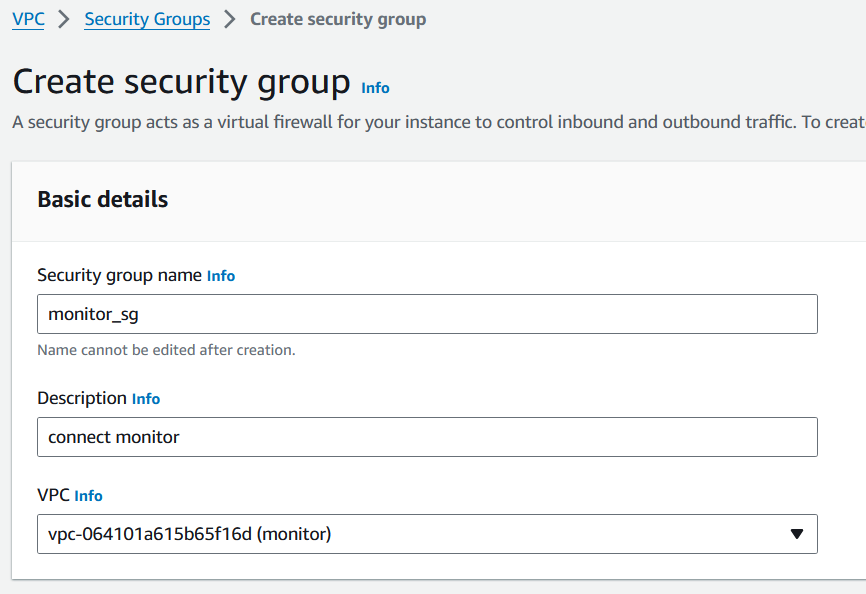 VPC > Security Groups > Create security group
Create security group Info
A security group acts as a virtual firewall for your instance to control inbound and outbound traffic. To creat
Basic details
Security group name Info
monitor_sg
Name cannot be edited after creation.
Description Info
connect monitor
VPC Info
vpc-064101a615b65f16d (monitor)